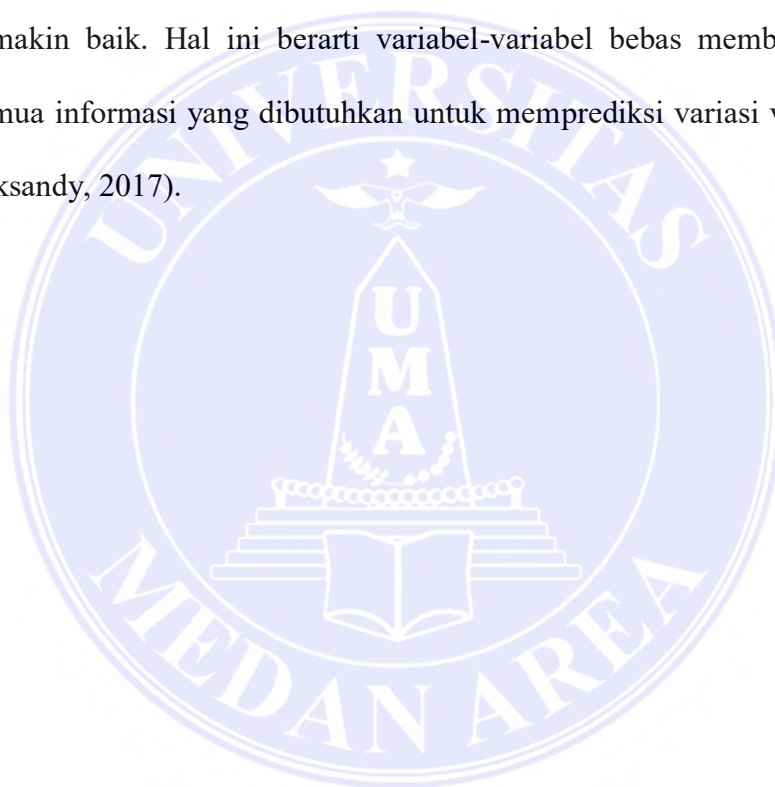 makin baik. Hal ini berarti variabel-variabel bebas memb
mua informasi yang dibutuhkan untuk memprediksi variasi v
ksandy, 2017).
UNIVERSITAS
UMA
MEDAN AREA